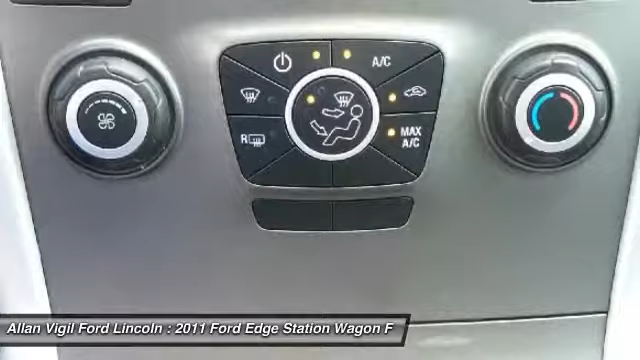 A/C
R
MAX
A/C
Allan Vigil Ford Lincoln : 2011 Ford Edge Station Wagon F